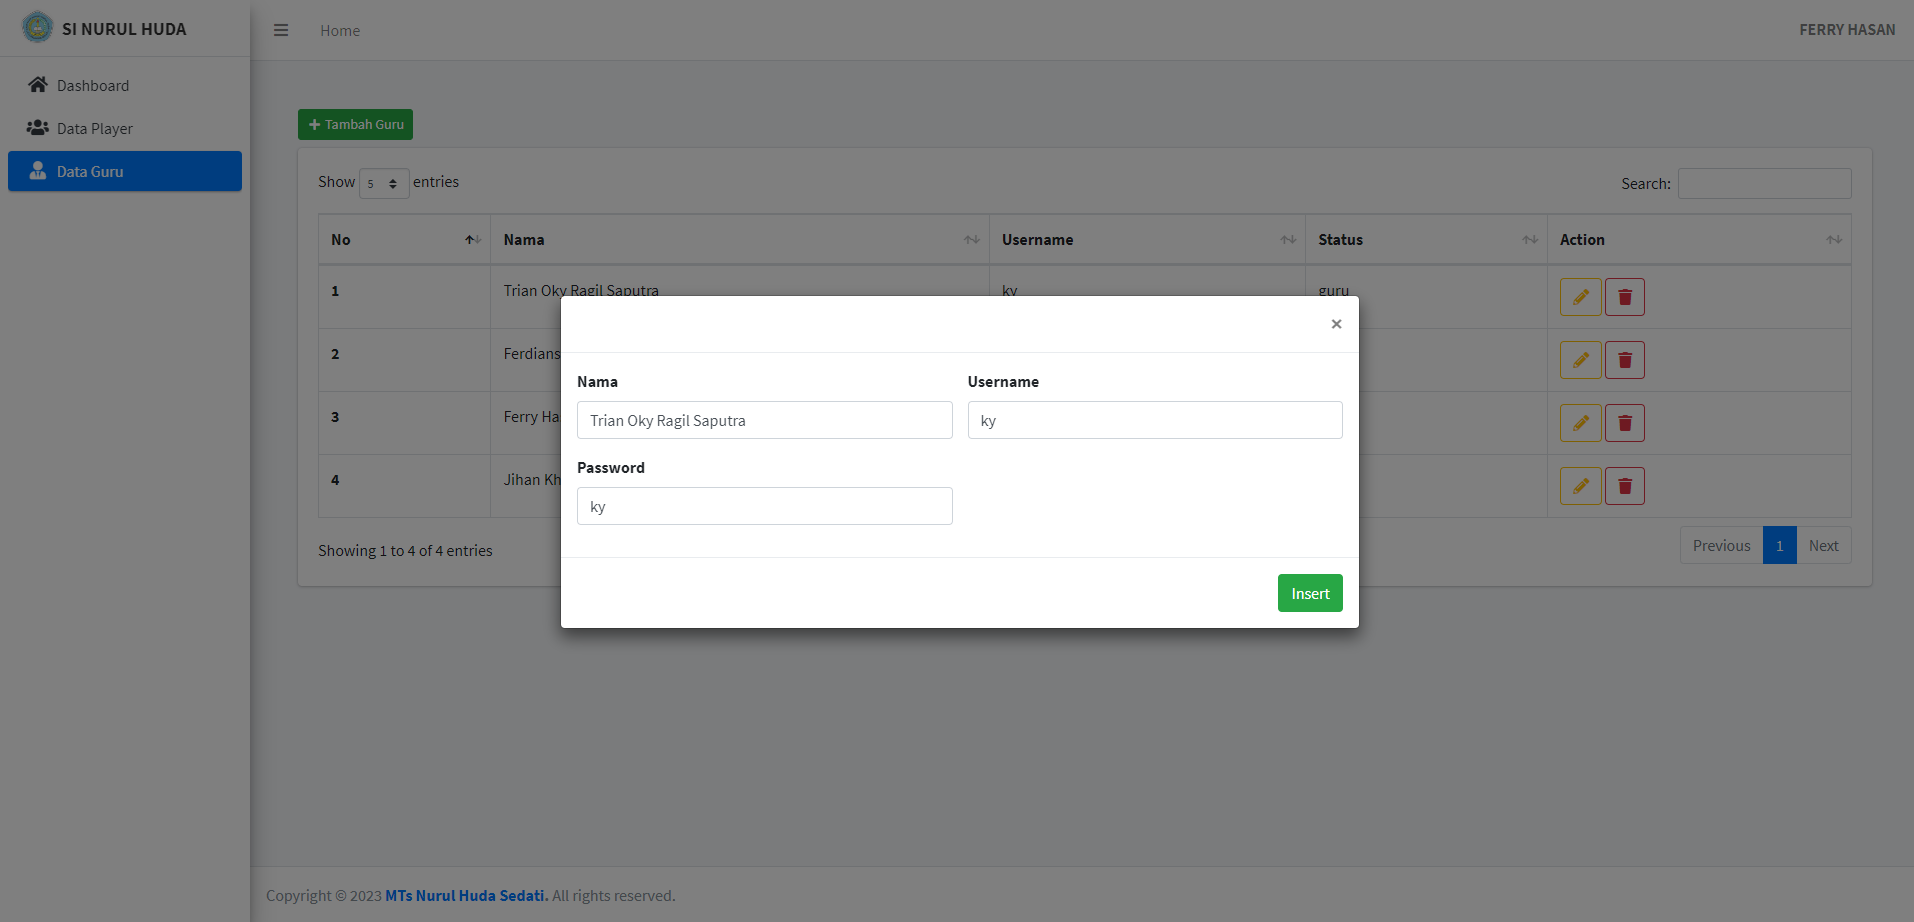 SI NURUL HUDA
Home
FERRY HASAN
Dashboard
Data Player
Data Guru
Tambah Guru
Show 5 entries
Search:
No Nama Username Status Action
1 Trian Oky Ragil Saputra ky guru
2 Ferdians
3 Ferry Ha
4 Jihan Kh
×
Nama Username
Trian Oky Ragil Saputra ky
Password
ky
Insert
Showing 1 to 4 of 4 entries
Previous 1 Next
Copyright © 2023 MTs Nurul Huda Sedati. All rights reserved.